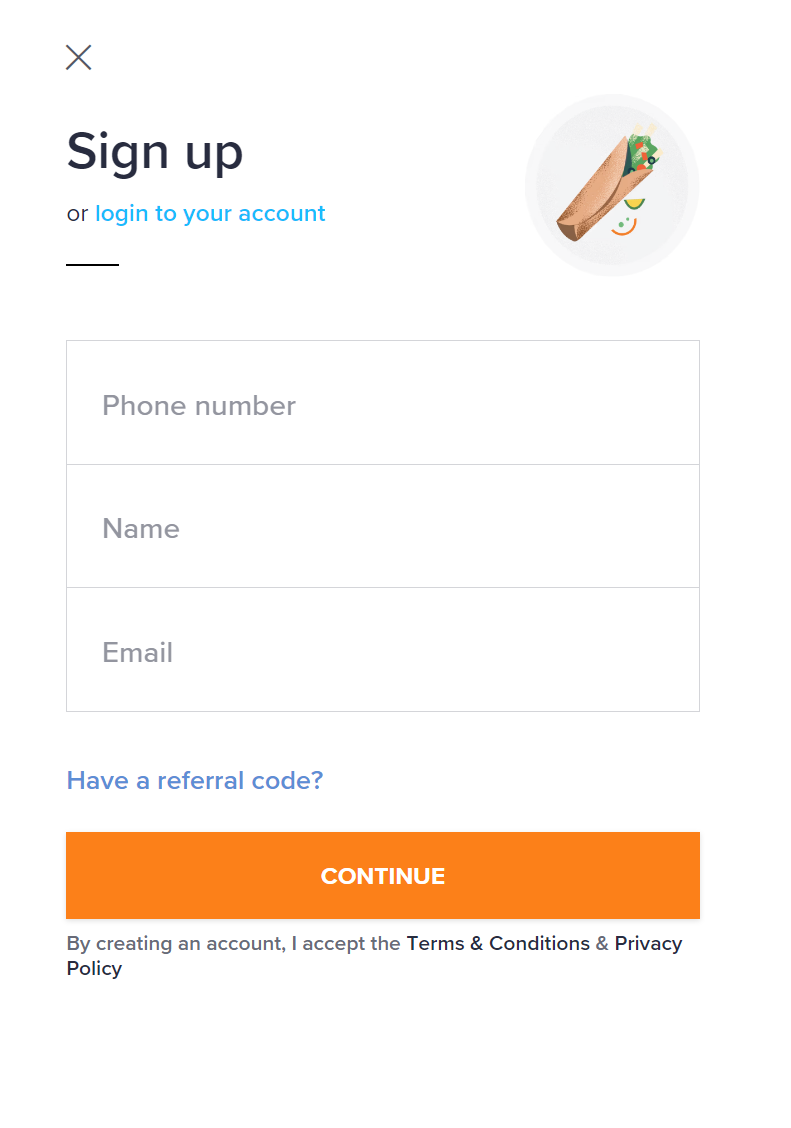 Sign up
or login to your account
Phone number
Name
Email
Have a referral code?
CONTINUE
By creating an account, I accept the Terms & Conditions & Privacy
Policy